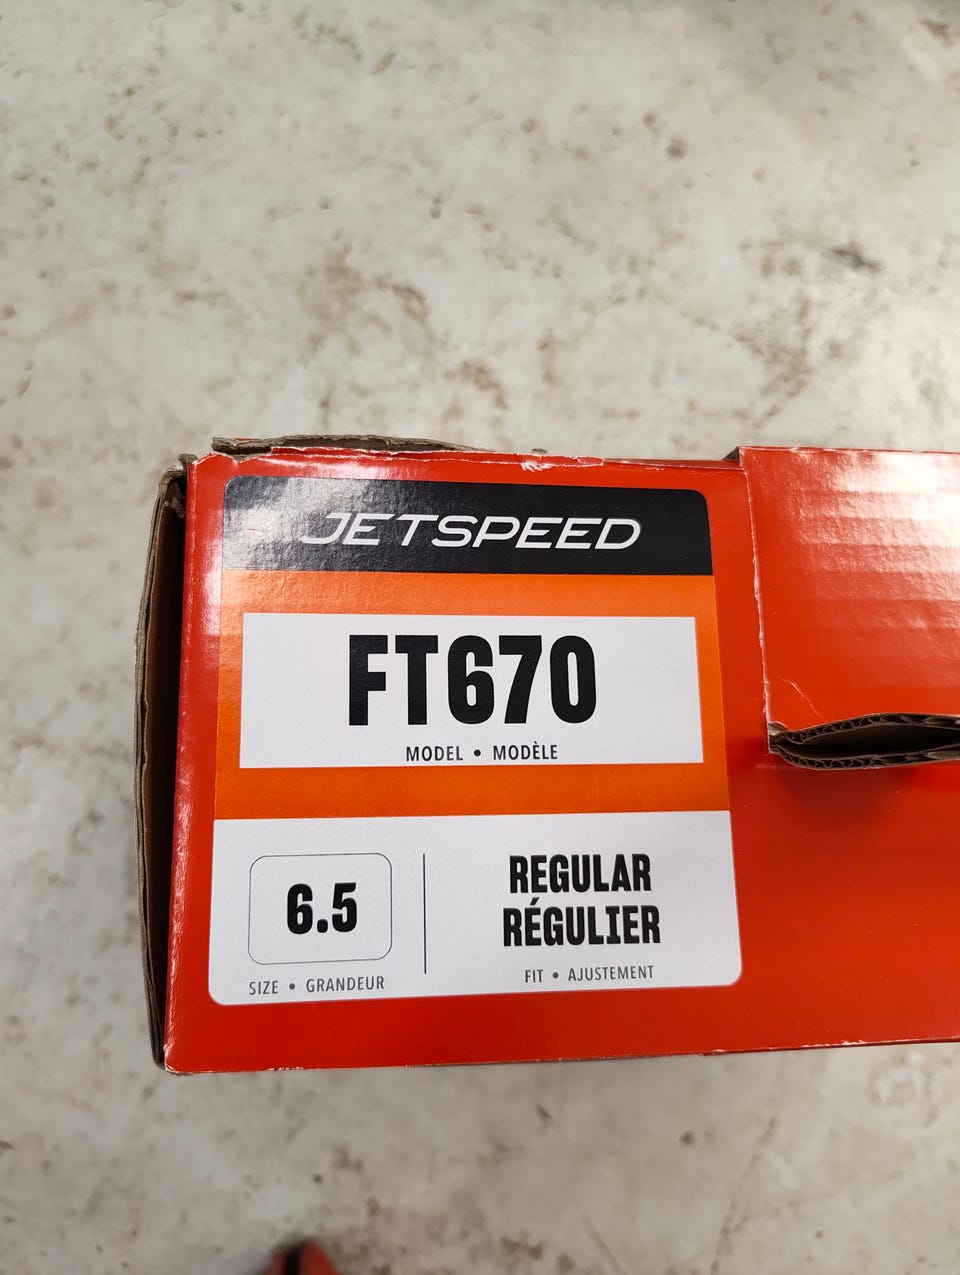 JETSPEED
FT670
MODEL • MODÈLE
6.5
SIZE • GRANDEUR
REGULAR
RÉGULIER
FIT • AJUSTEMENT